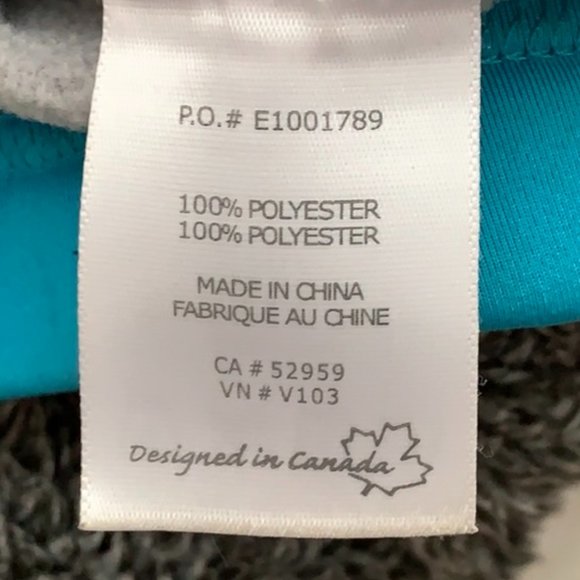 P.O.# E1001789
100% POLYESTER
100% POLYESTER
MADE IN CHINA
FABRIQUE AU CHINE
CA # 52959
VN # V103
Designed in Canada